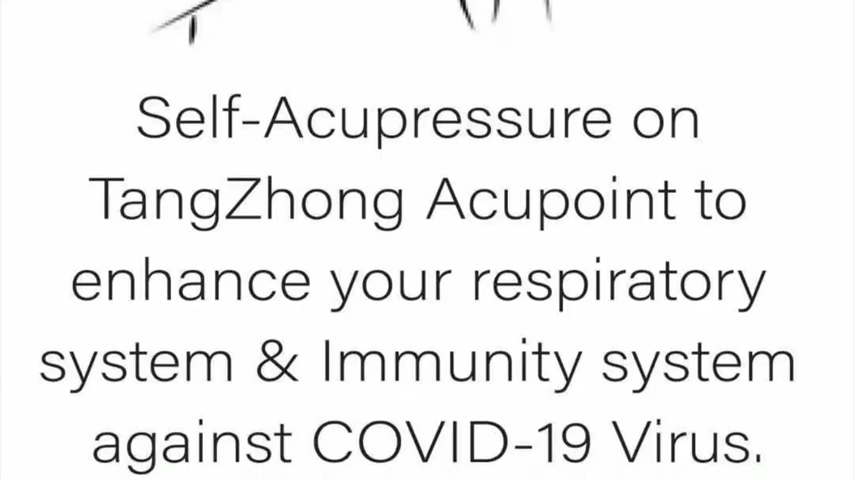 Self-Acupressure on
TangZhong Acupoint to
enhance your respiratory
system & Immunity system
against COVID-19 Virus.